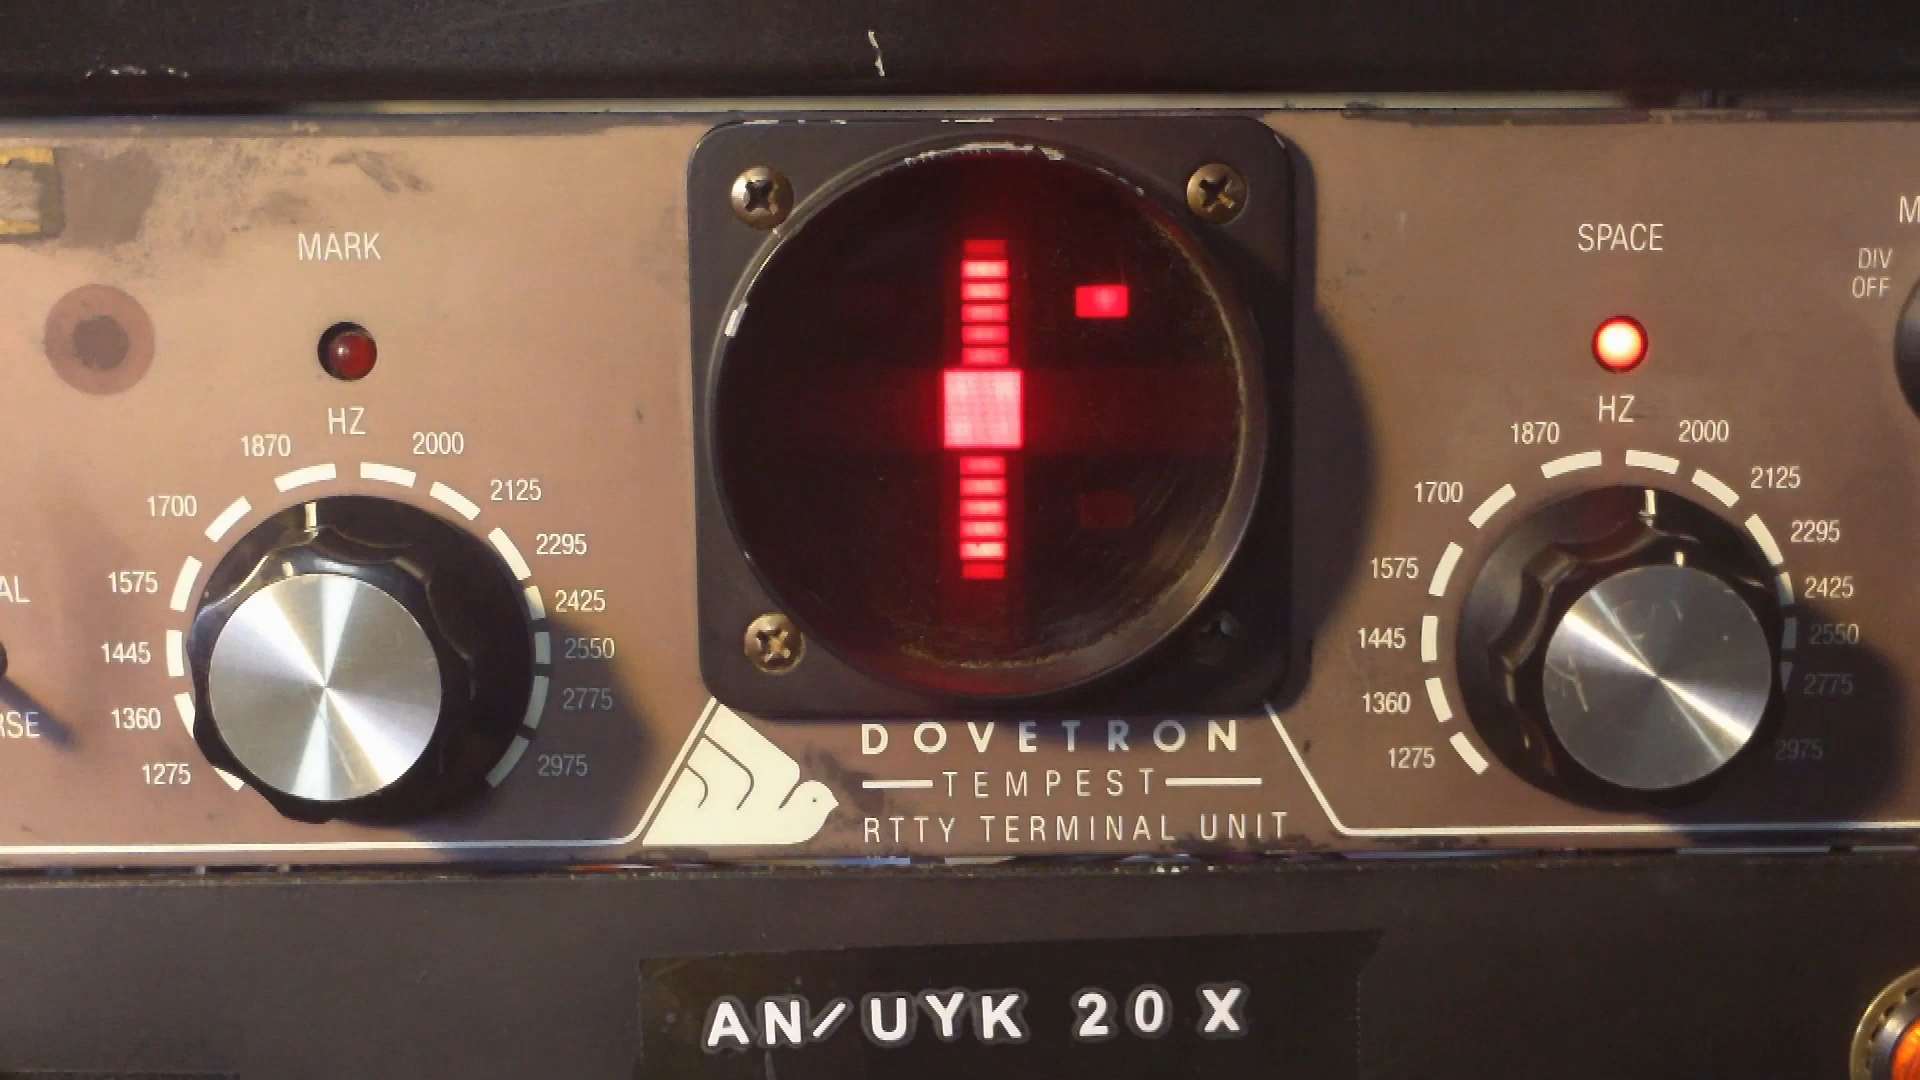 MARK
HZ
1870
2000
1700
2125
2295
1575
2425
1445
2550
1360
2775
1275
2975
AL
RSE
SPACE
HZ
1870
2000
1700
2125
2295
1575
2425
1445
2550
1360
2775
1275
2975
M
DIV
OFF
DOVETRON
TEMPEST
RTTY TERMINAL UNIT
AN/UYK 20 X